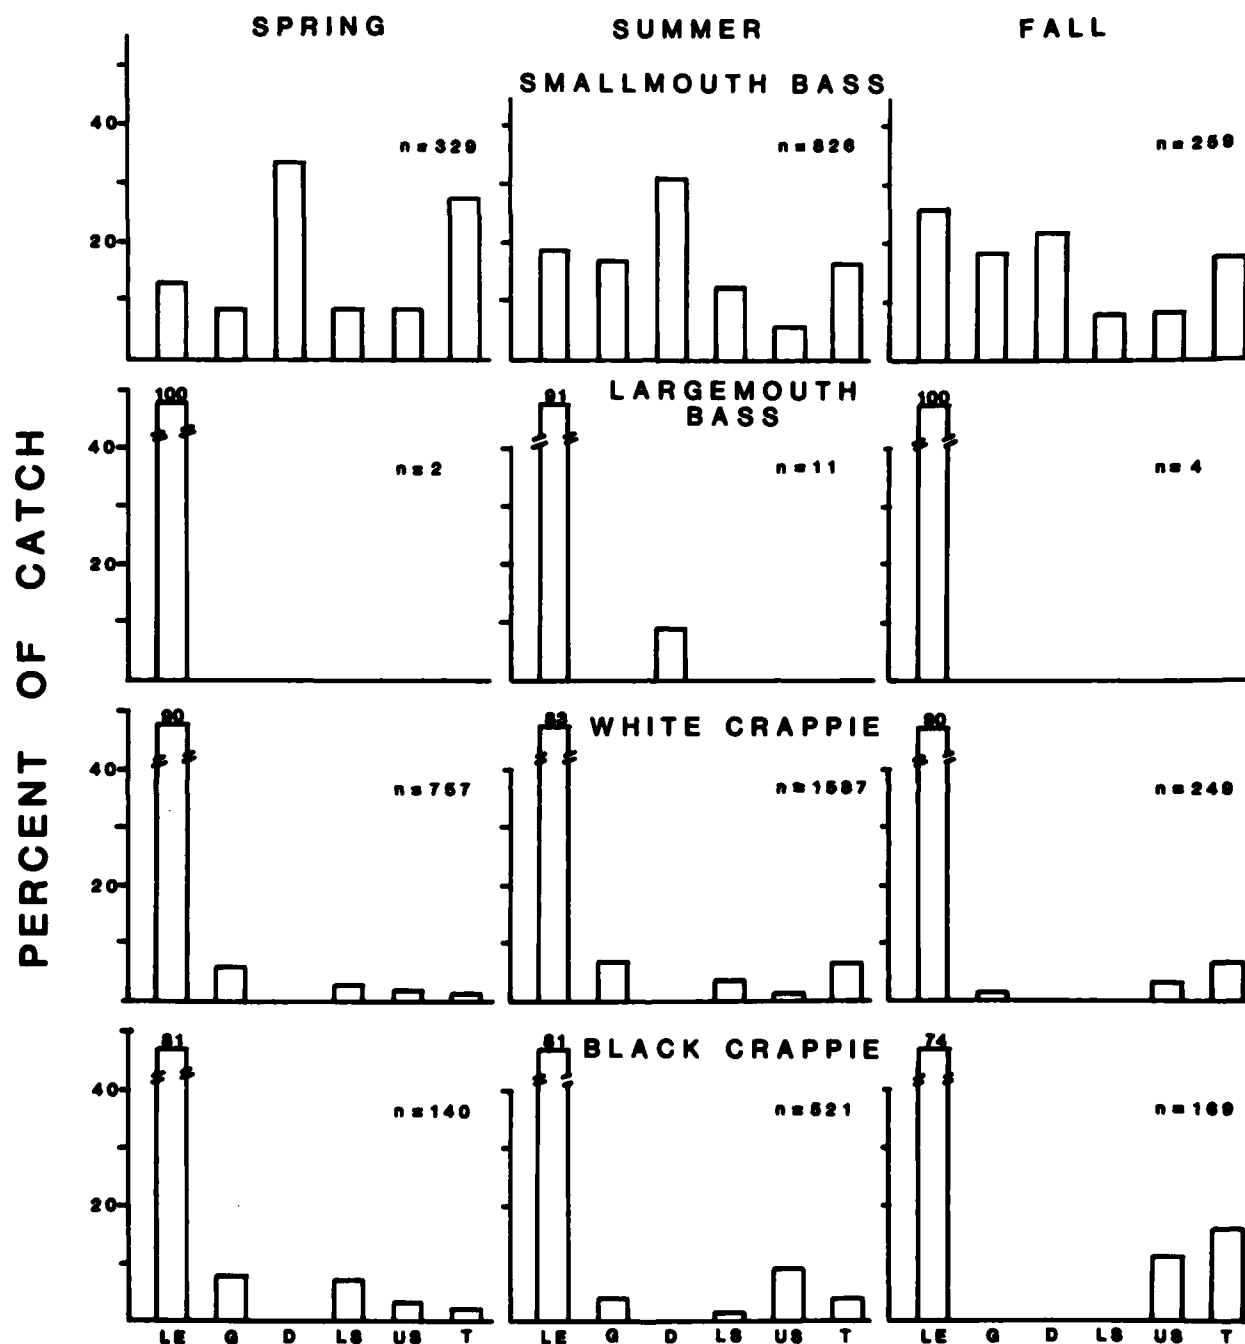 SPRING SUMMER FALL
SMALLMOUTH BASS
40
n=329 n=826 n=259
20
100 91 100
LARGEMOUTH
BASS
40
n=2 n=11 n=4
20
PERCENT OF CATCH
90 83 90
WHITE CRAPPIE
40
n=757 n=1587 n=249
20
81 81 74
BLACK CRAPPIE
40
n=140 n=521 n=169
20
LE G D LS US T LE G D LS US T LE G D LS US T